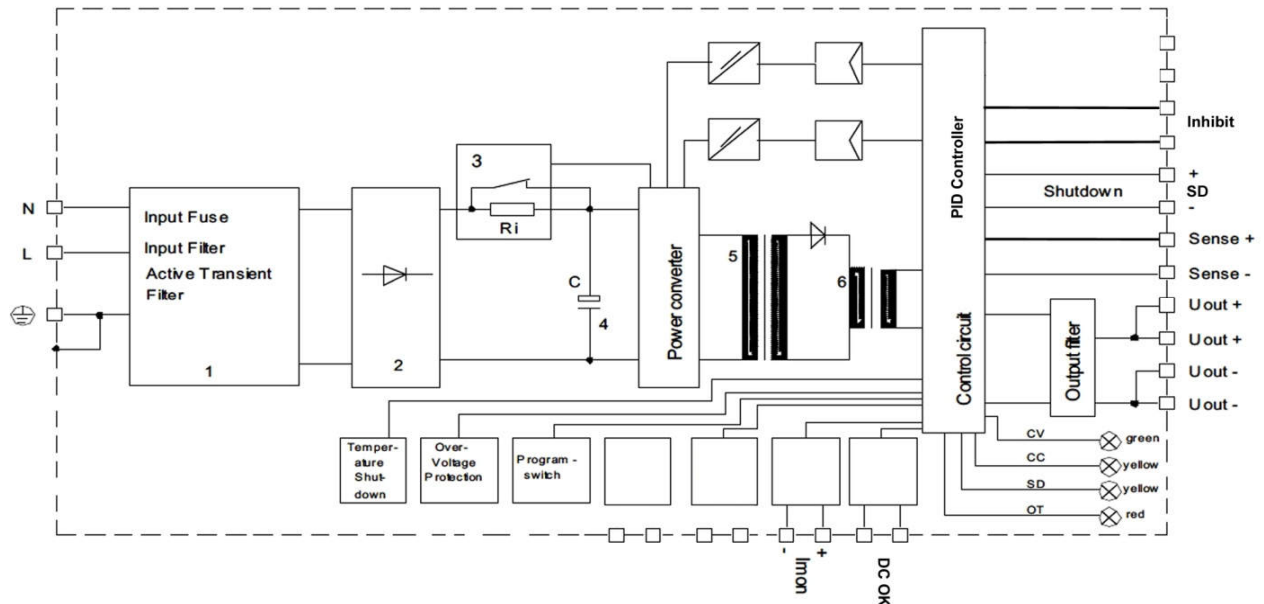 Inhibit
+
Shutdown
SD
-
Sense +
Sense -
Uout +
Uout +
Uout -
Uout -
PID Controller
Control circuit
Output filter
3
Ri
N
L
Input Fuse
Input Filter
Active Transient
Filter
1
2
C
4
Power converter
5
6
Temper-
ature
Shut-
down
Over-
Voltage
Protection
Program -
switch
CV
green
CC
yellow
SD
yellow
OT
red
-
+
Imon
DC OK